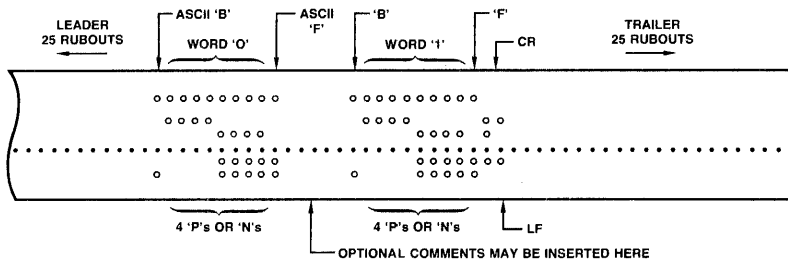 LEADER
25 RUBOUTS
ASCII 'B'
WORD '0'
ASCII
'F'
'B'
WORD '1'
'F'
CR
TRAILER
25 RUBOUTS
4 'P's OR 'N's
4 'P's OR 'N's
LF
OPTIONAL COMMENTS MAY BE INSERTED HERE